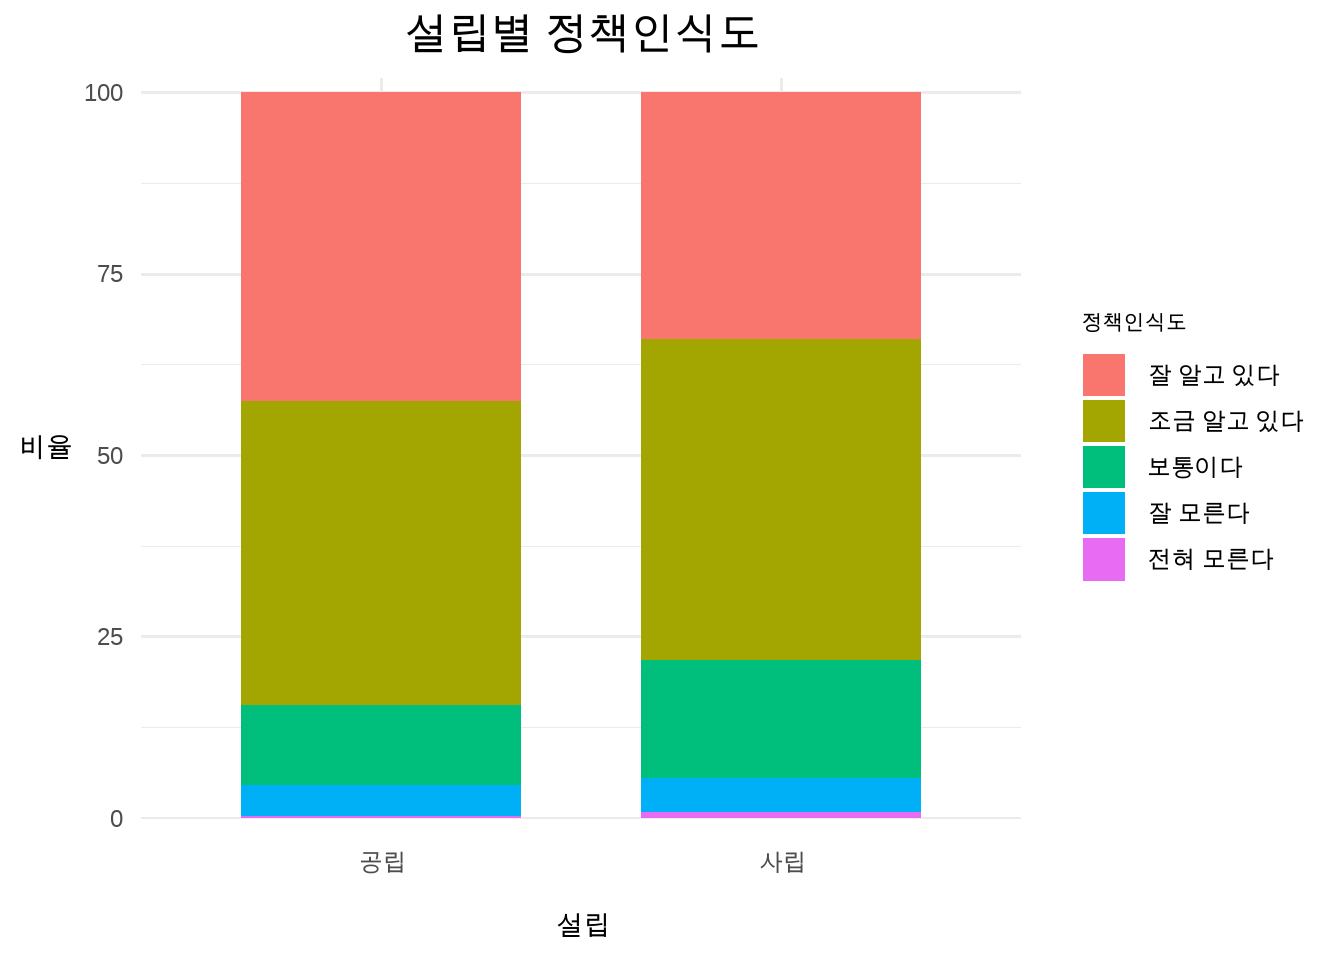 설립별 정책인식도
100
75
50
25
0
비율
공립
사립
설립
정책인식도
잘 알고 있다
조금 알고 있다
보통이다
잘 모른다
전혀 모른다